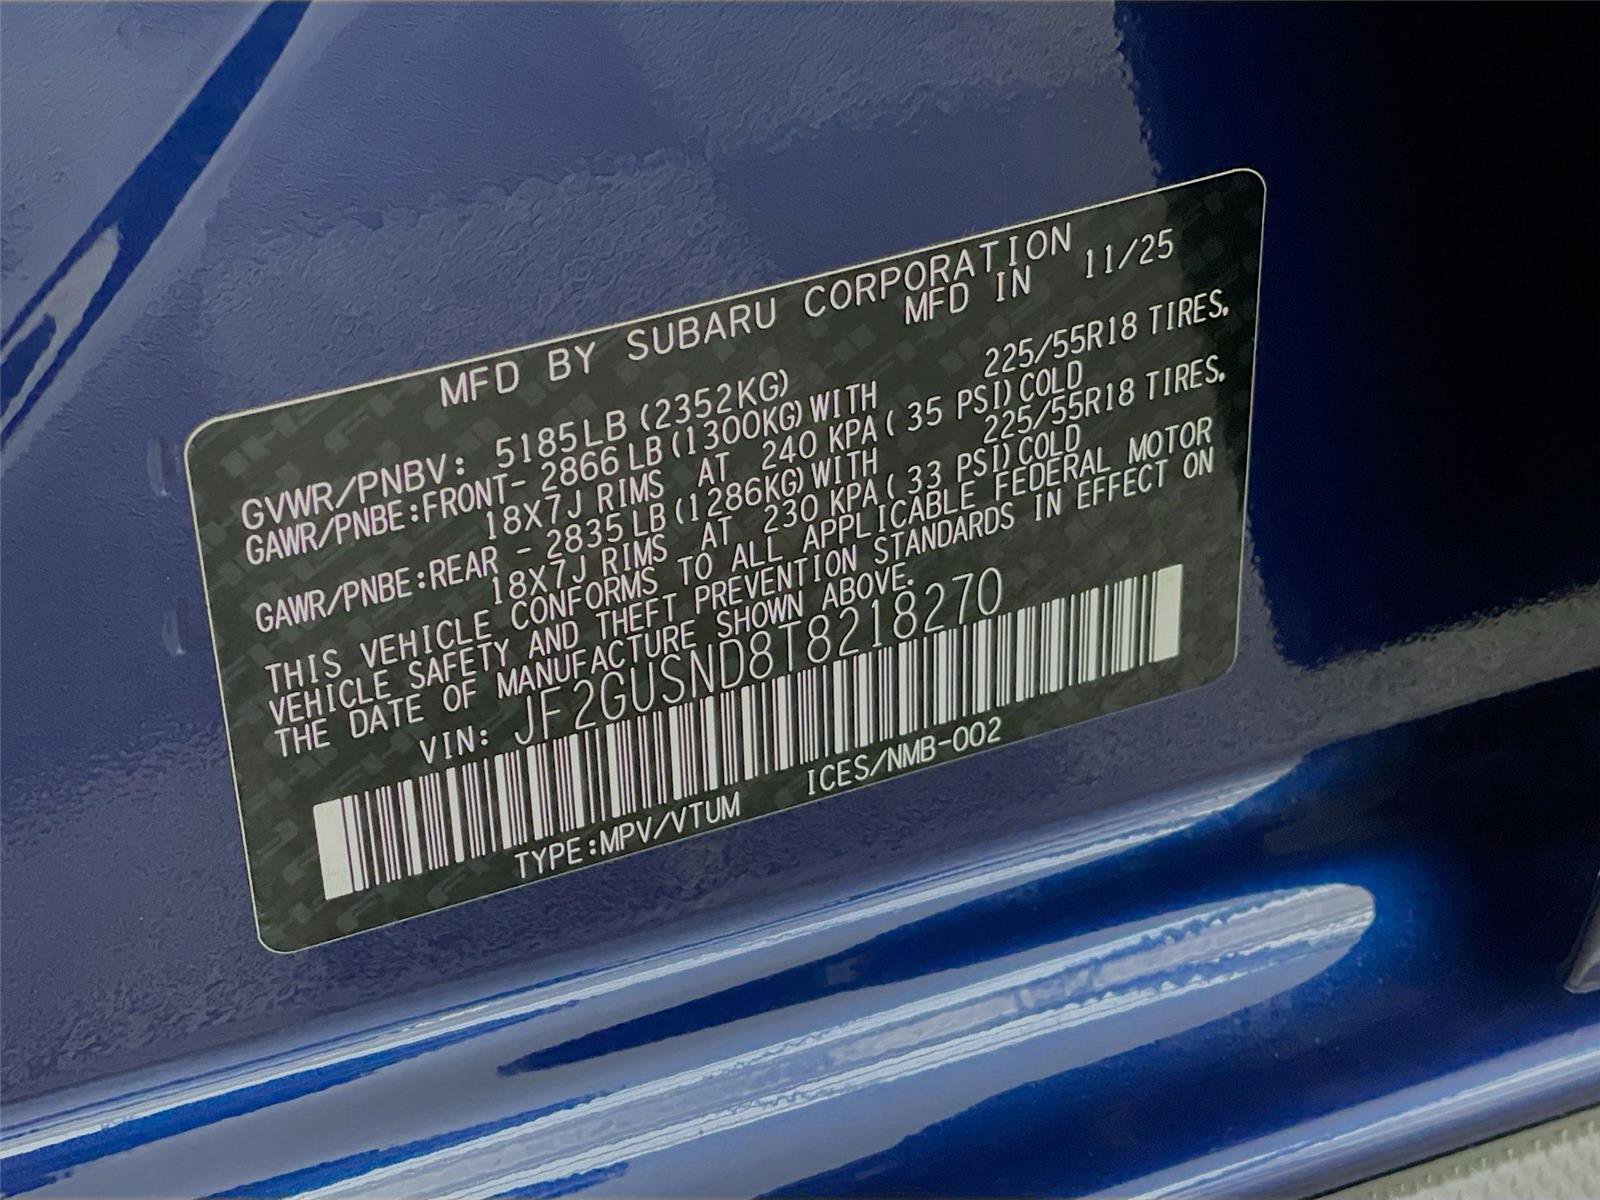 MFD BY SUBARU CORPORATION
MFD IN 11/25
GVWR/PNBV: 5185LB(2352KG)
GAWR/PNBE:FRONT- 2866LB(1300KG)WITH 225/55R18 TIRES,
18X7J RIMS AT 240 KPA( 35 PSI)COLD
GAWR/PNBE:REAR - 2835LB(1286KG)WITH 225/55R18 TIRES,
18X7J RIMS AT 230 KPA( 33 PSI)COLD
THIS VEHICLE CONFORMS TO ALL APPLICABLE FEDERAL MOTOR
VEHICLE SAFETY AND THEFT PREVENTION STANDARDS IN EFFECT ON
THE DATE OF MANUFACTURE SHOWN ABOVE.
VIN: JF2GUSND8T8218270
TYPE:MPV/VTUM ICES/NMB-002